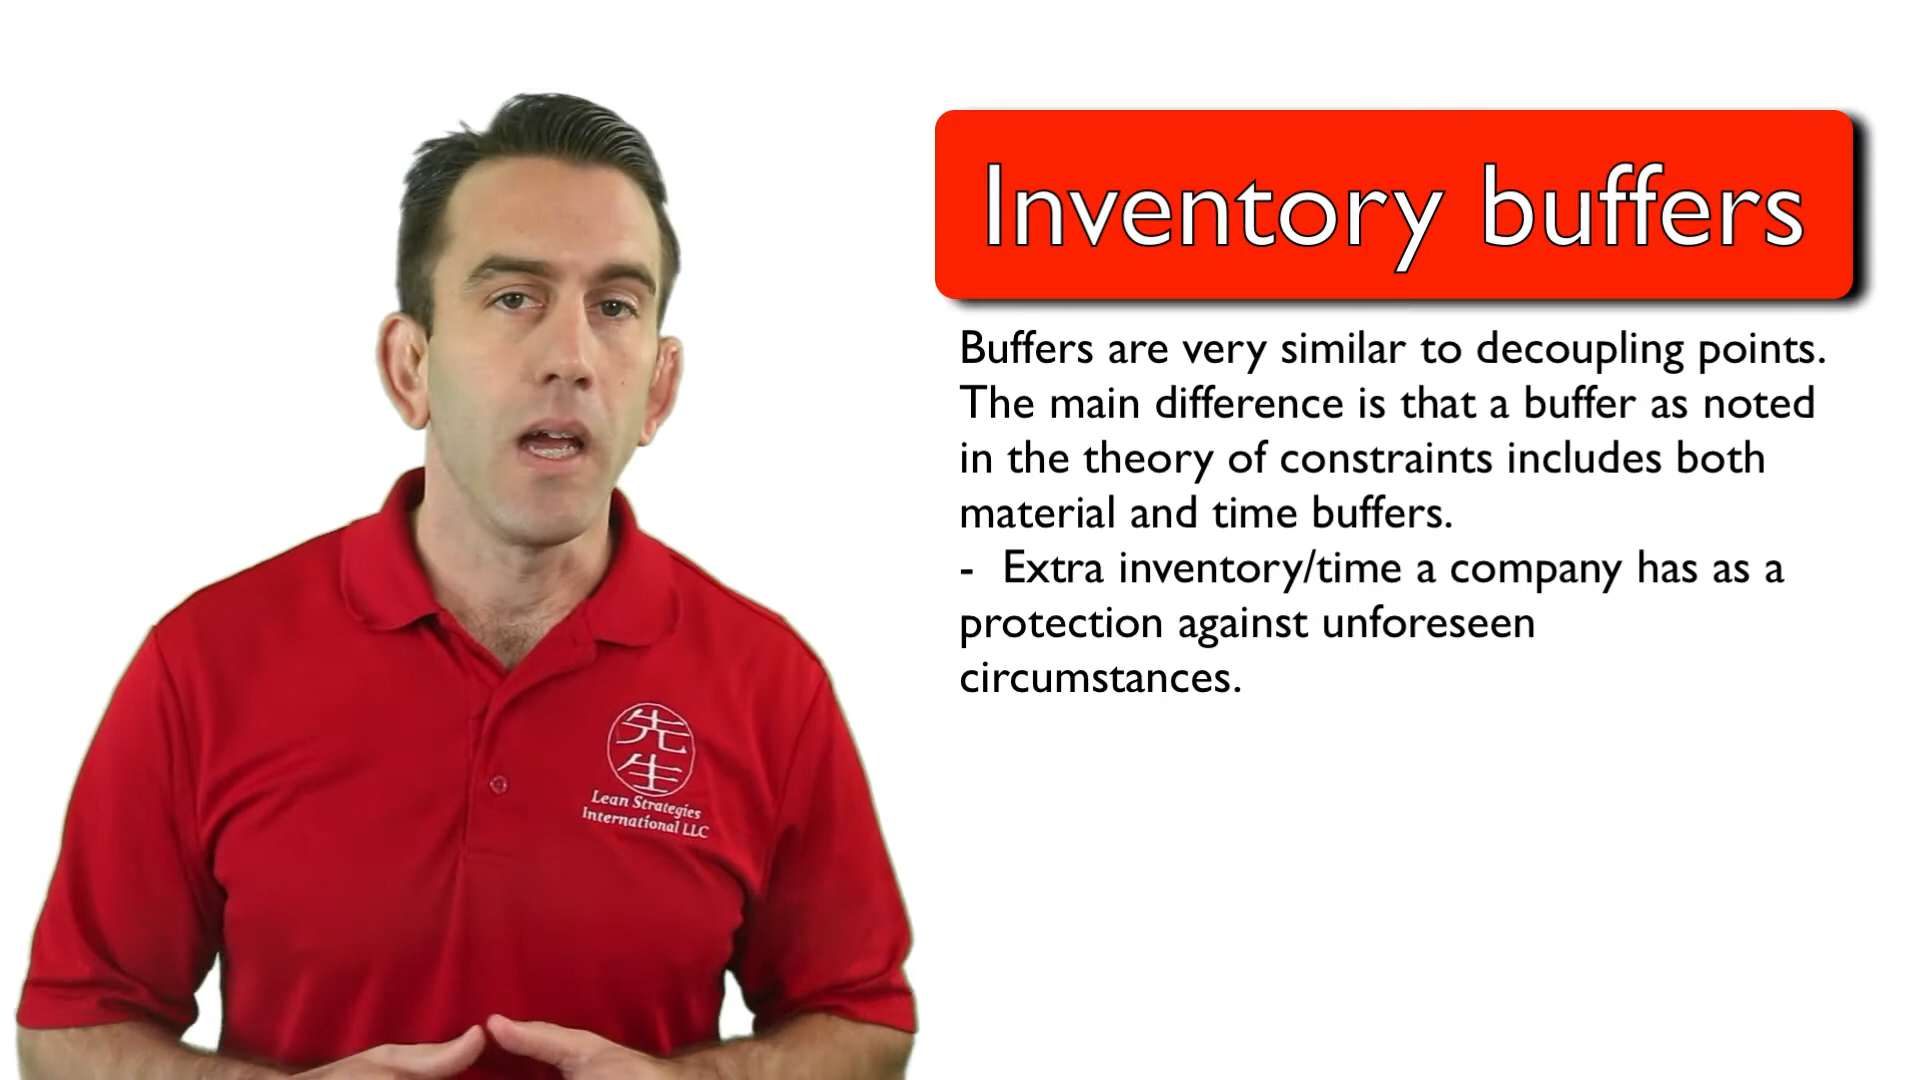 Inventory buffers
Buffers are very similar to decoupling points.
The main difference is that a buffer as noted
in the theory of constraints includes both
material and time buffers.
- Extra inventory/time a company has as a
protection against unforeseen
circumstances.
先
生
Lean Strategies
International LLC